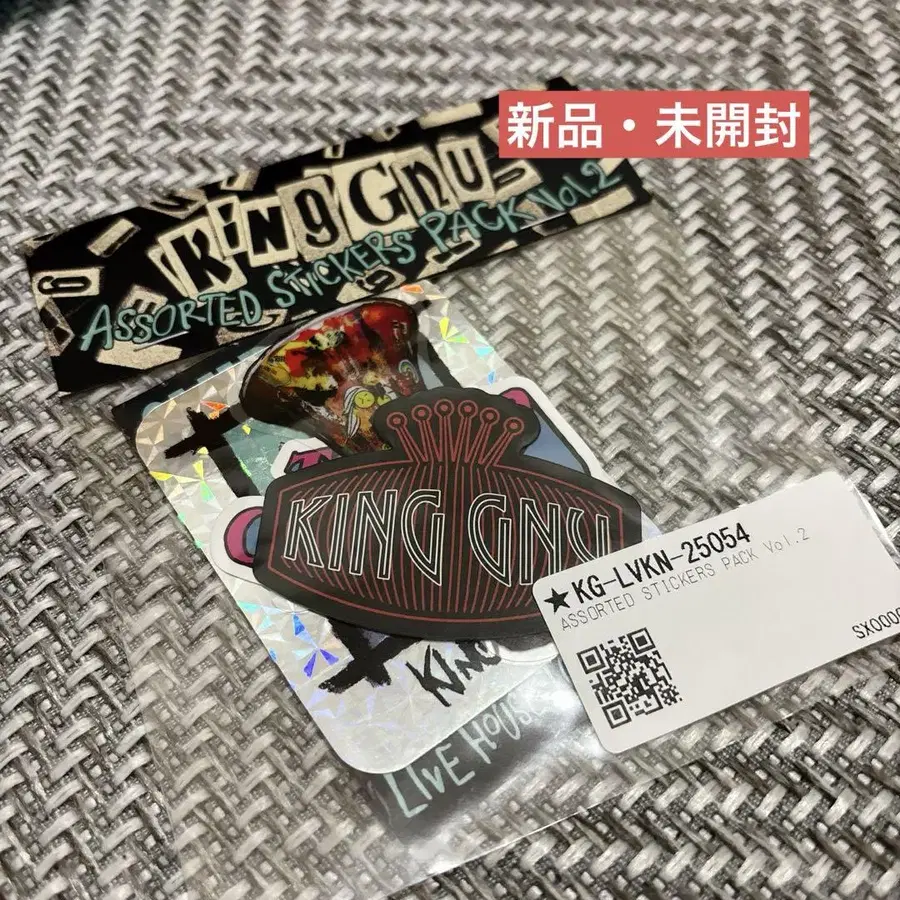 新品・未開封
King Gnu
ASSORTED STICKERS PACK Vol.2
KING GNU
★KG-LVKN-25054
ASSORTED STICKERS PACK Vol.2
KING
LIVE HOUSE